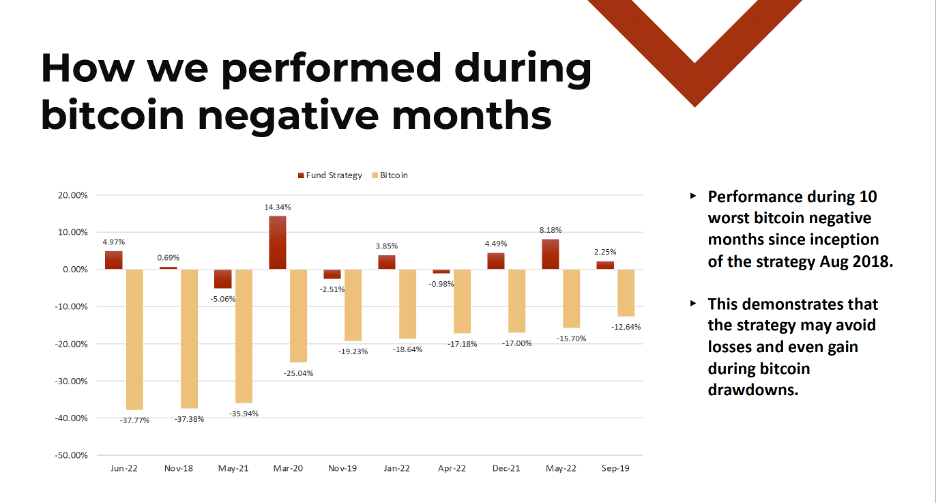 How we performed during
bitcoin negative months
Fund Strategy Bitcoin
20.00%
10.00%
0.00%
-10.00%
-20.00%
-30.00%
-40.00%
-50.00%
4.97%
0.69%
-5.06%
14.34%
-2.51%
3.85%
-0.98%
4.49%
8.18%
2.25%
-37.77%
-37.38%
-35.94%
-25.04%
-19.23%
-18.64%
-17.18%
-17.00%
-15.70%
-12.64%
Jun-22 Nov-18 May-21 Mar-20 Nov-19 Jan-22 Apr-22 Dec-21 May-22 Sep-19
Performance during 10
worst bitcoin negative
months since inception
of the strategy Aug 2018.
This demonstrates that
the strategy may avoid
losses and even gain
during bitcoin
drawdowns.